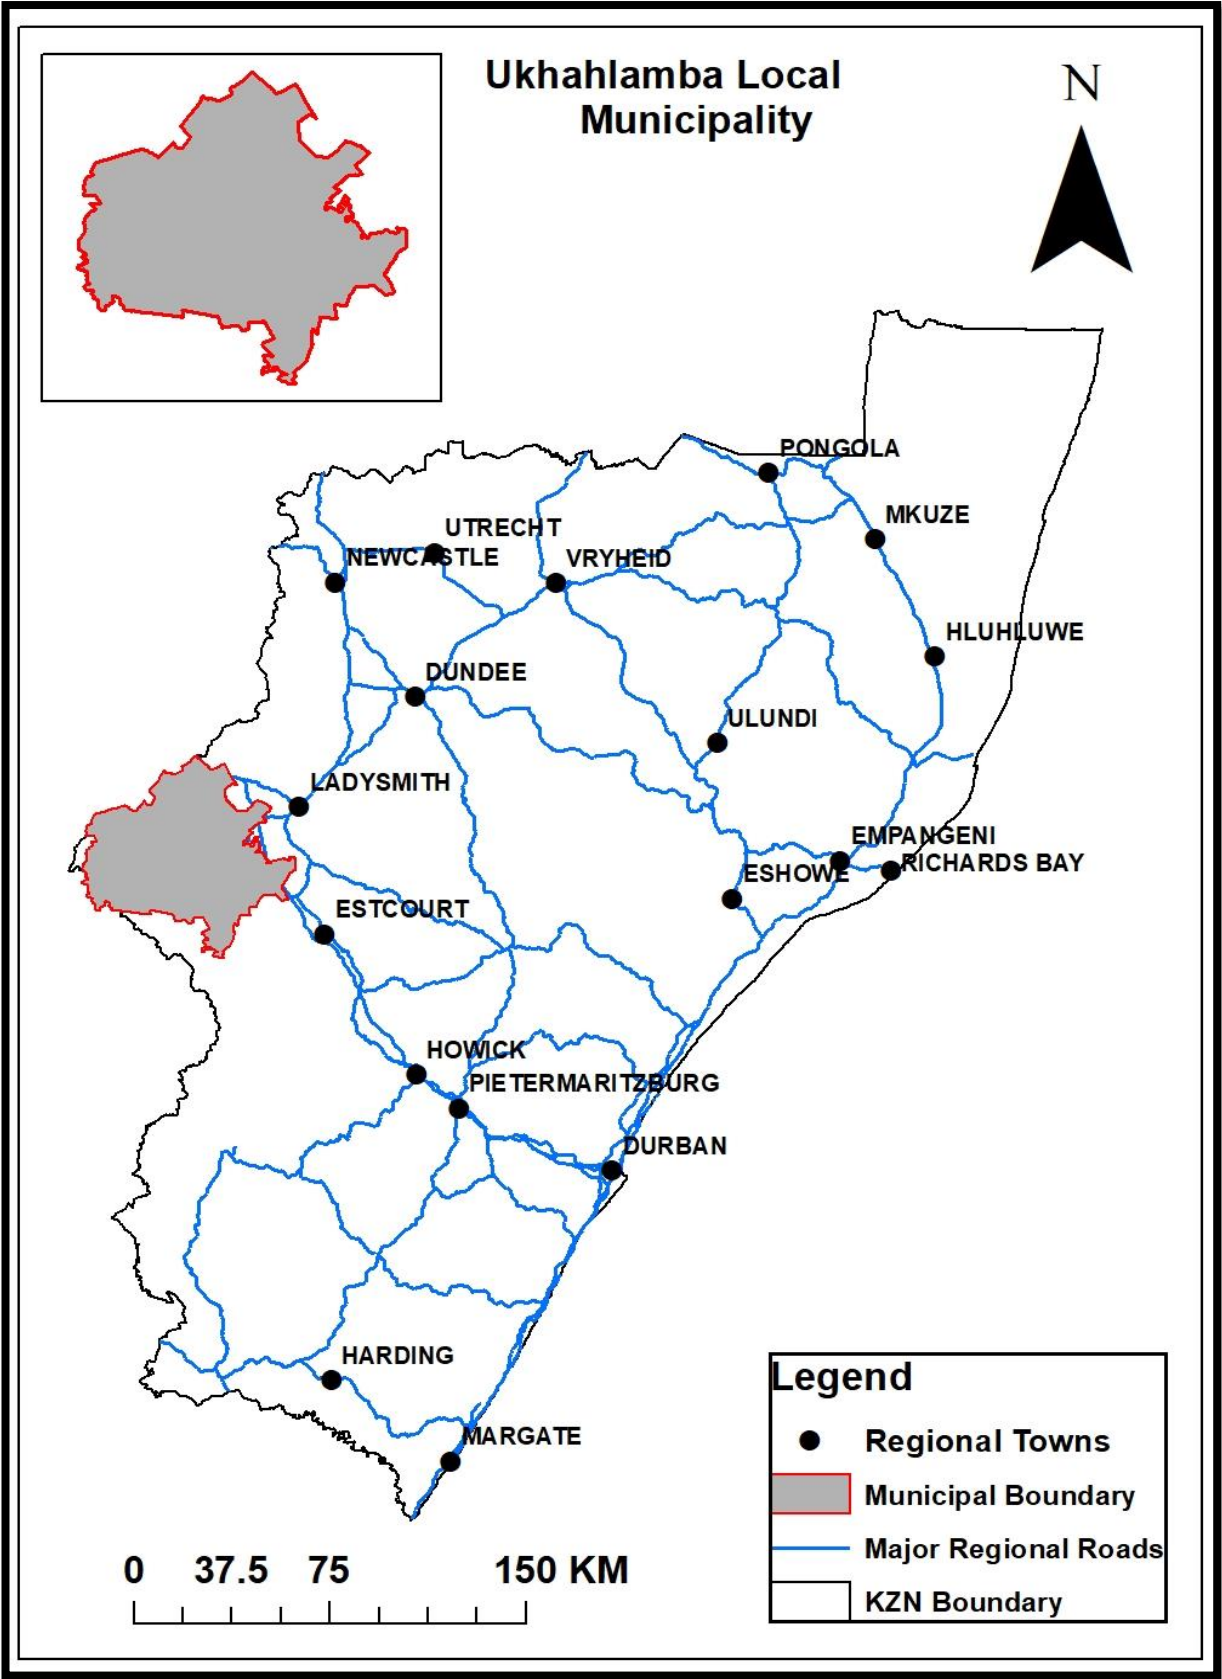 Ukhahlamba Local
Municipality
N
PONGOLA
MKUZE
UTRECHT
NEWCASTLE
VRYHEID
HLUHLUWE
DUNDEE
ULUNDI
LADYSMITH
EMPANGENI
RICHARDS BAY
ESHOWE
ESTCOURT
HOWICK
PIETERMARITZBURG
DURBAN
HARDING
MARGATE
Legend
Regional Towns
Municipal Boundary
Major Regional Roads
KZN Boundary
0 37.5 75 150 KM